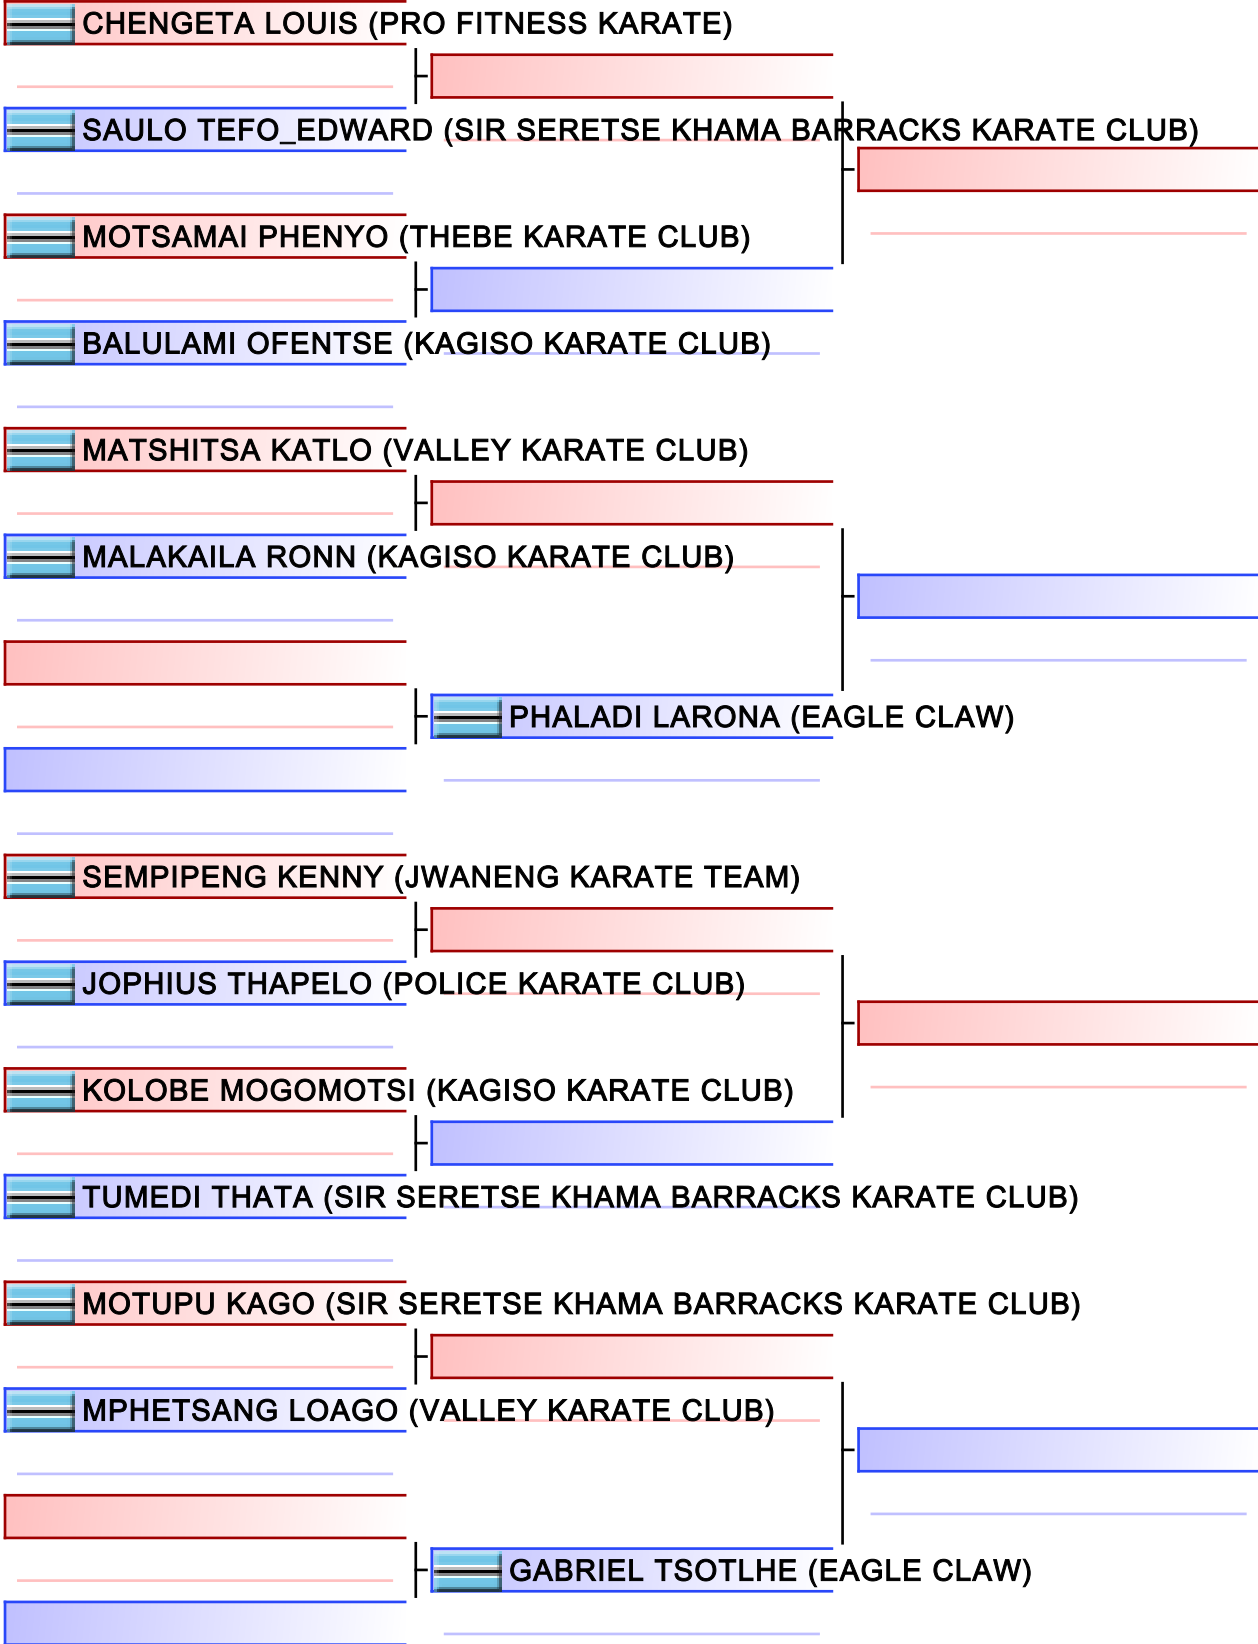 CHENGETA LOUIS (PRO FITNESS KARATE)
SAULO TEFO_EDWARD (SIR SERETSE KHAMA BARRACKS KARATE CLUB)
MOTSAMAI PHENYO (THEBE KARATE CLUB)
BALULAMI OFENTSE (KAGISO KARATE CLUB)
MATSHITSA KATLO (VALLEY KARATE CLUB)
MALAKAILA RONN (KAGISO KARATE CLUB)
PHALADI LARONA (EAGLE CLAW)
SEMPIPENG KENNY (JWANENG KARATE TEAM)
JOPHIUS THAPELO (POLICE KARATE CLUB)
KOLOBE MOGOMOTSI (KAGISO KARATE CLUB)
TUMEDI THATA (SIR SERETSE KHAMA BARRACKS KARATE CLUB)
MOTUPU KAGO (SIR SERETSE KHAMA BARRACKS KARATE CLUB)
MPHETSANG LOAGO (VALLEY KARATE CLUB)
GABRIEL TSOTLHE (EAGLE CLAW)